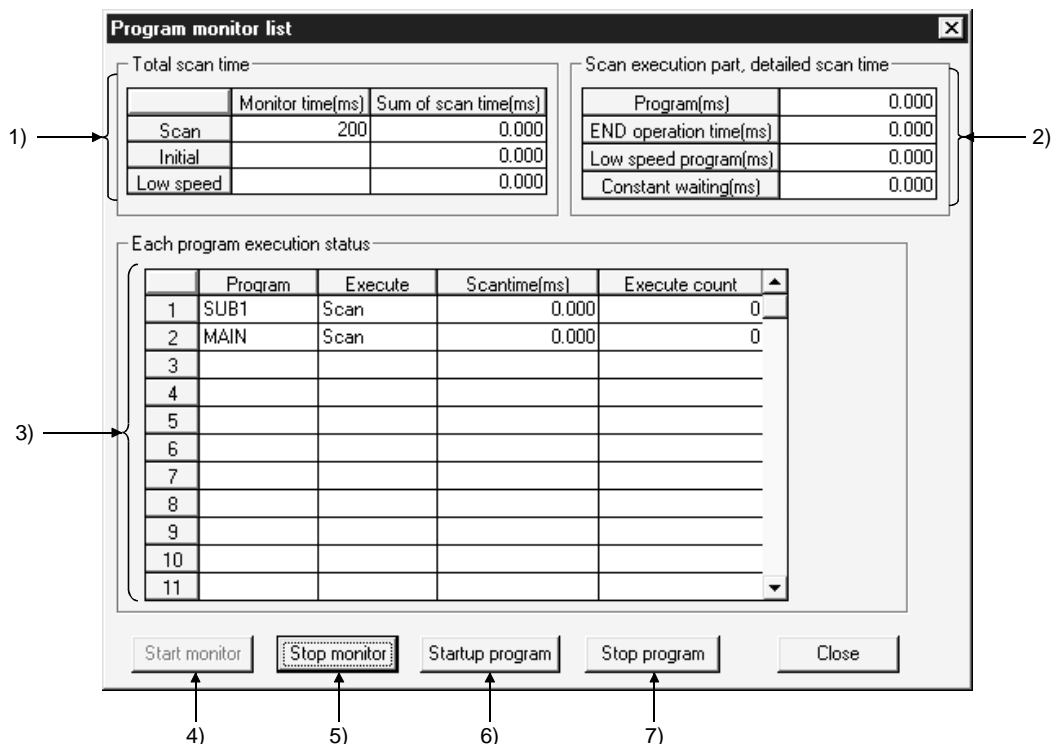 Program monitor list
Total scan time
Scan execution part, detailed scan time
Monitor time(ms) Sum of scan time(ms)
Scan 200 0.000
Initial 0.000
Low speed 0.000
Program(ms) 0.000
END operation time(ms) 0.000
Low speed program(ms) 0.000
Constant waiting(ms) 0.000
1)
2)
Each program execution status
Program Execute Scantime(ms) Execute count
1 SUB1 Scan 0.000 0
2 MAIN Scan 0.000 0
3
4
5
6
7
8
9
10
11
3)
Start monitor Stop monitor Startup program Stop program Close
4) 5) 6) 7)